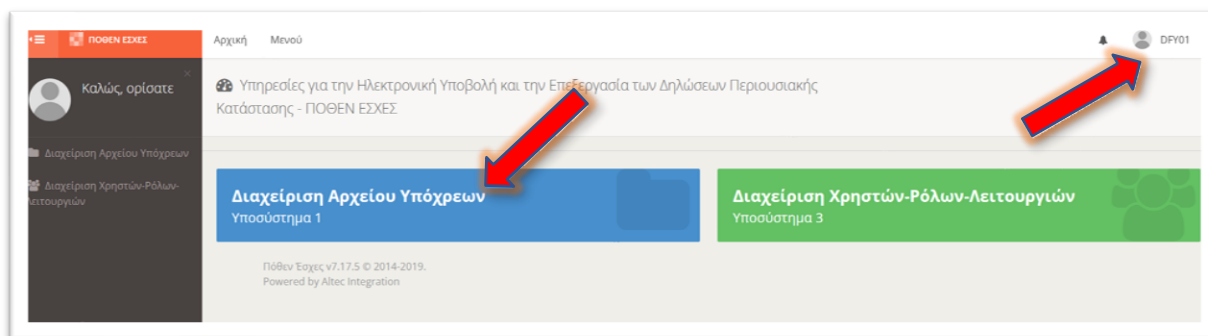 ΠΟΘΕΝ ΕΣΧΕΣ
Αρχική Μενού
DFY01
Καλώς, ορίσατε
Υπηρεσίες για την Ηλεκτρονική Υποβολή και την Επεξεργασία των Δηλώσεων Περιουσιακής
Κατάστασης - ΠΟΘΕΝ ΕΣΧΕΣ
Διαχείριση Αρχείου Υπόχρεων
Διαχείριση Χρηστών-Ρόλων-
Λειτουργιών
Διαχείριση Αρχείου Υπόχρεων
Υποσύστημα 1
Διαχείριση Χρηστών-Ρόλων-Λειτουργιών
Υποσύστημα 3
Πόθεν Έσχες v7.17.5 © 2014-2019.
Powered by Altec Integration